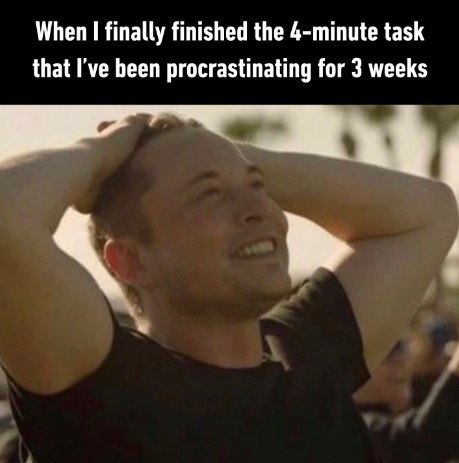 When I finally finished the 4-minute task
that I've been procrastinating for 3 weeks